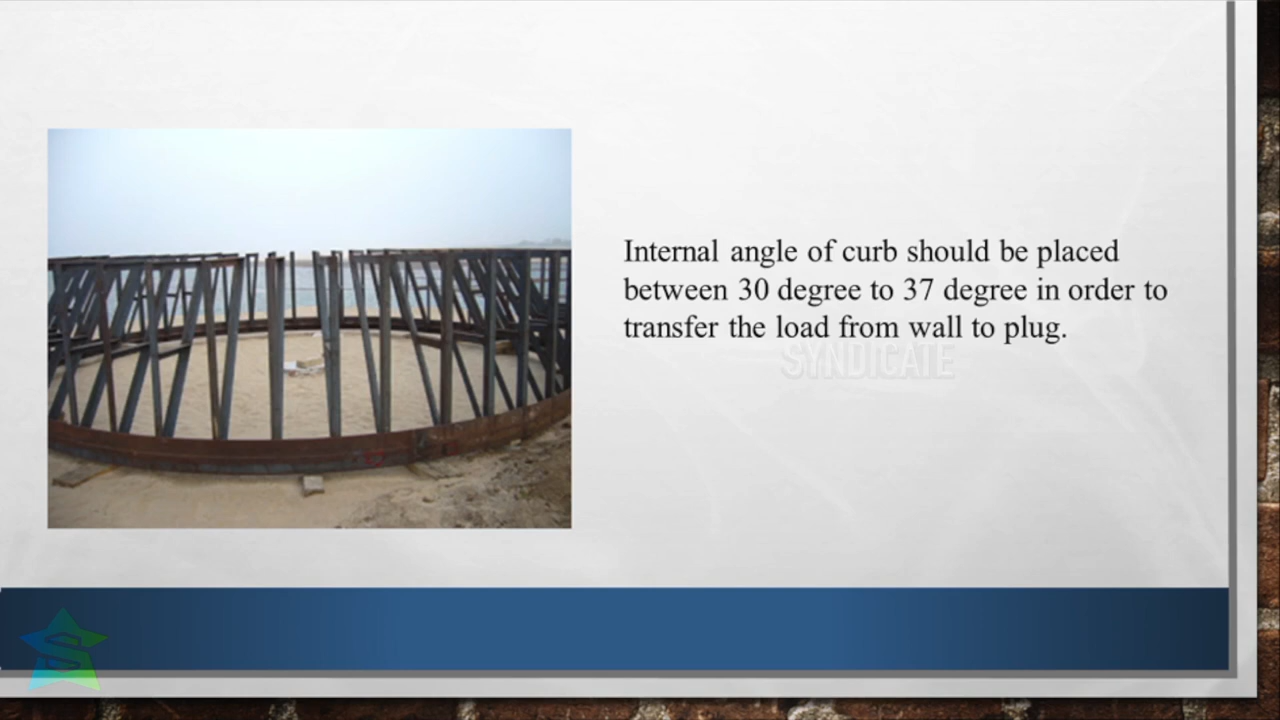 Internal angle of curb should be placed
between 30 degree to 37 degree in order to
transfer the load from wall to plug.
SYNDICATE